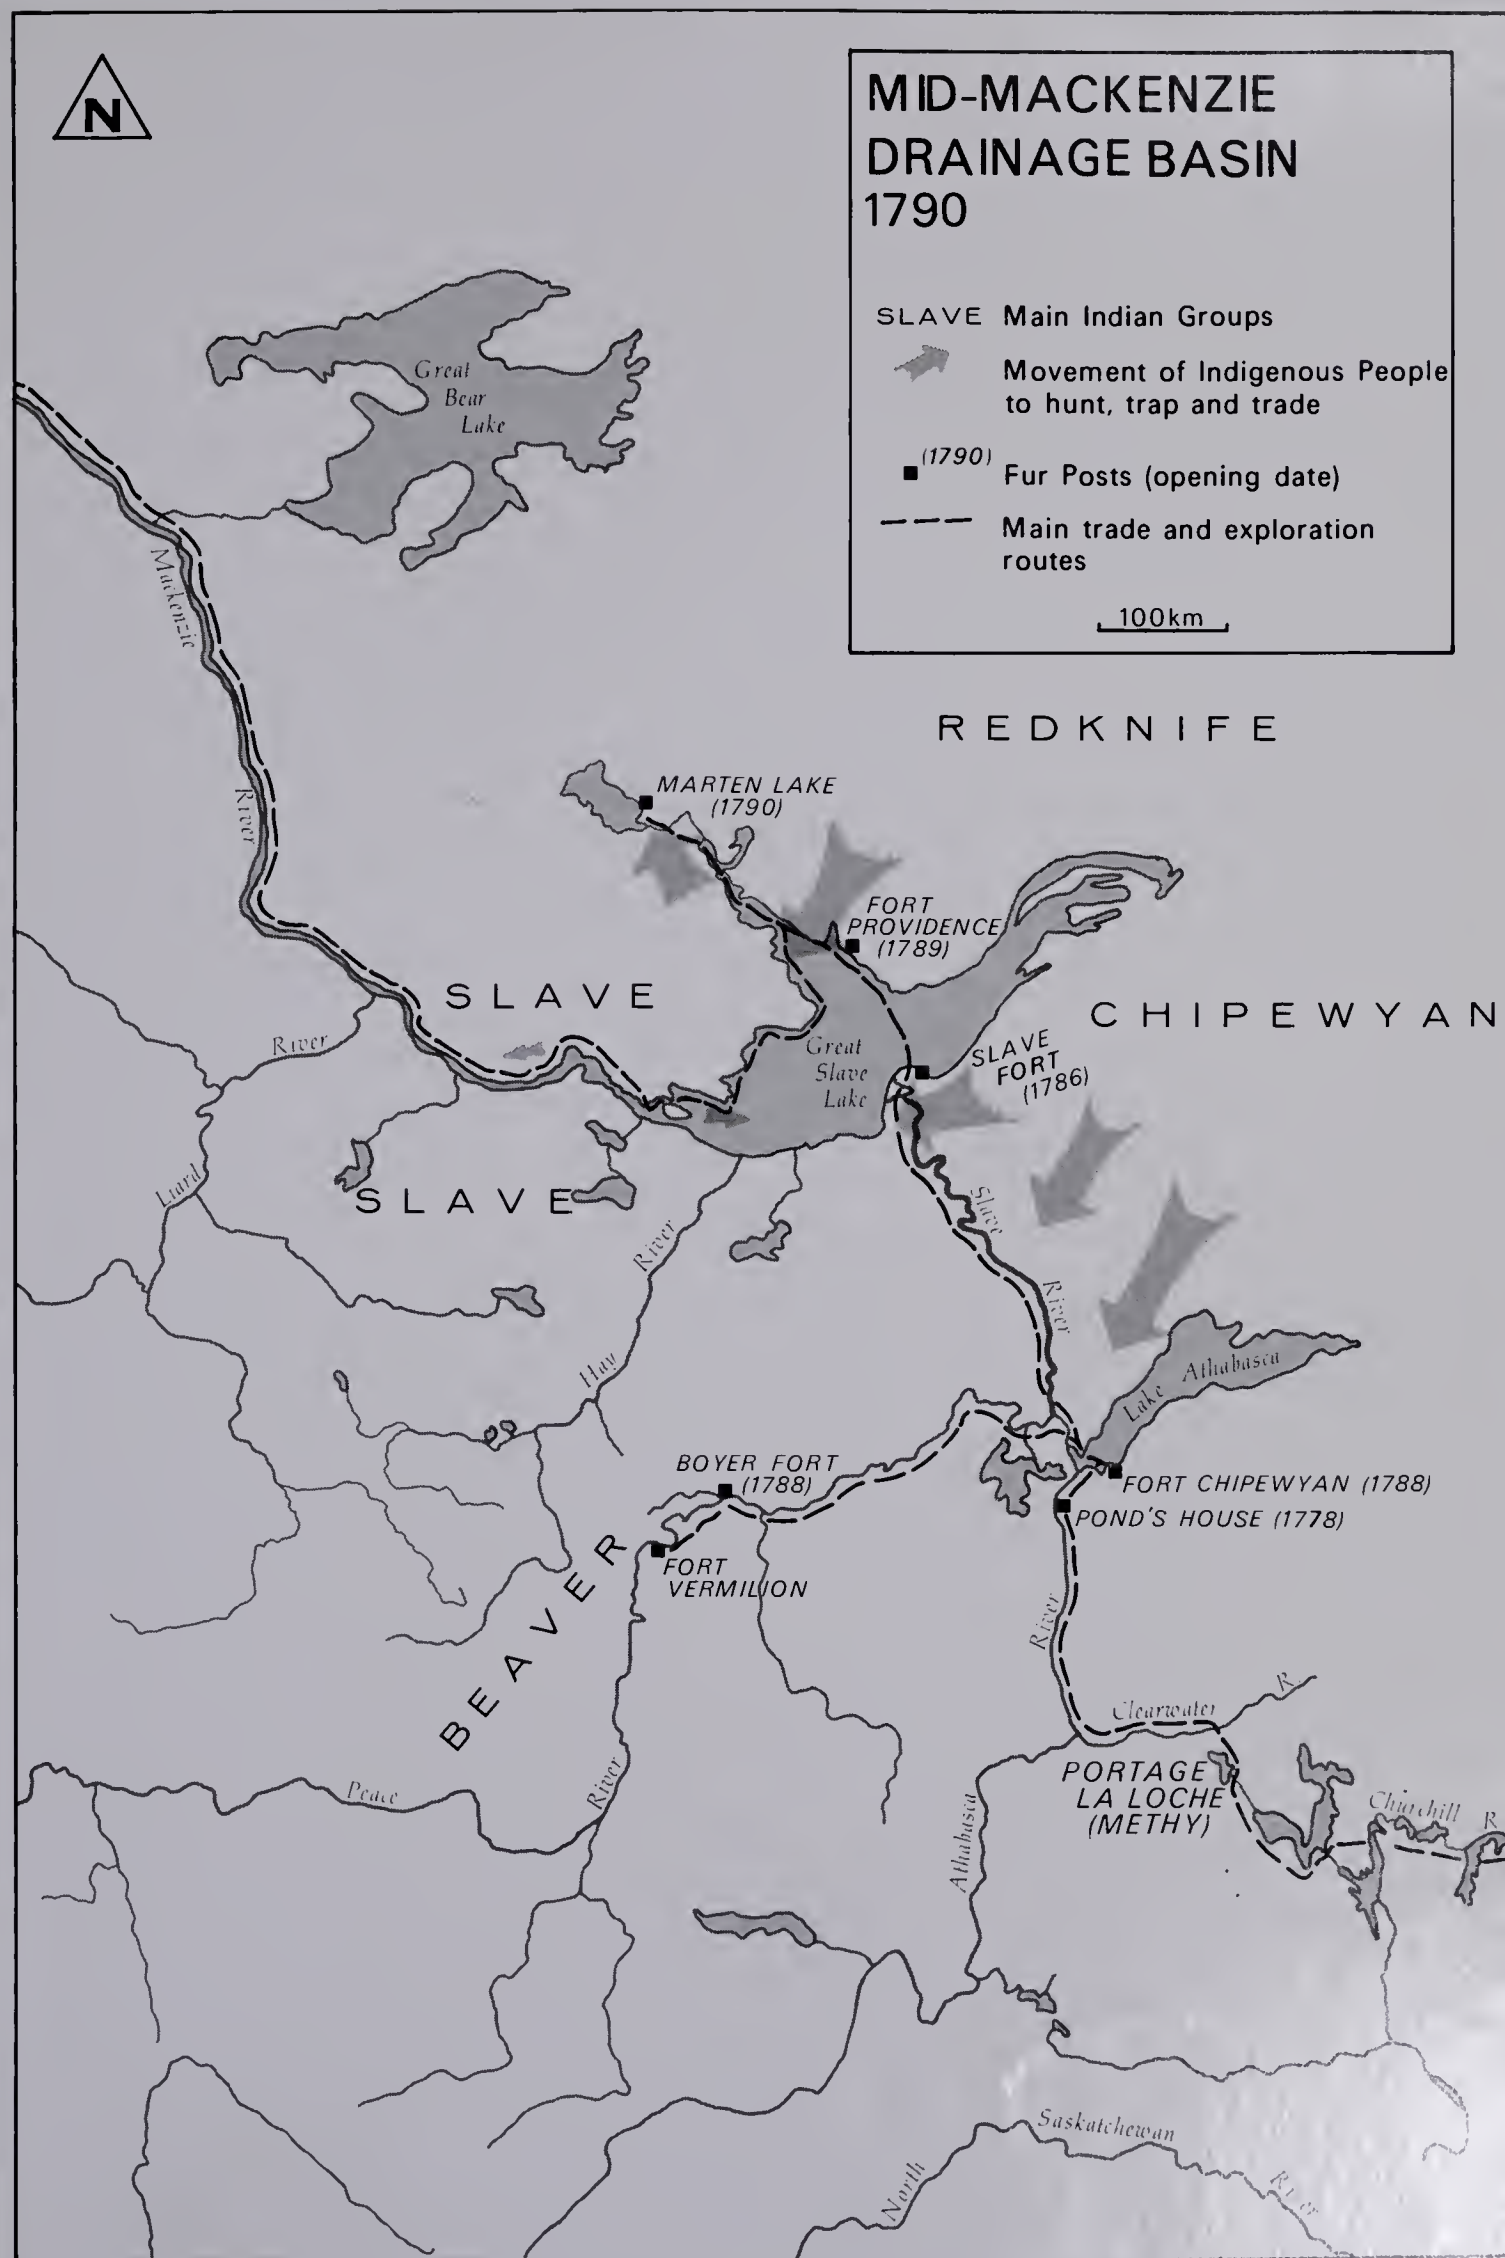 N
MID-MACKENZIE
DRAINAGE BASIN
1790
SLAVE Main Indian Groups
Movement of Indigenous People
to hunt, trap and trade
(1790) Fur Posts (opening date)
Main trade and exploration
routes
100km
Great
Bear
Lake
Mackenzie
River
REDKNIFE
MARTEN LAKE
(1790)
FORT
PROVIDENCE
(1789)
SLAVE
CHIPEWYAN
River
Great
Slave
Lake
SLAVE
FORT
(1786)
Liard
SLAVE
River
Slave
River
Hay
Lake Athabasca
BOYER FORT
(1788)
FORT CHIPEWYAN (1788)
POND'S HOUSE (1778)
FORT
VERMILION
BEAVER
River
Clearwater R.
PORTAGE
LA LOCHE
(METHY)
Peace
River
Athabasca
Churchill R
North
Saskatchewan
River